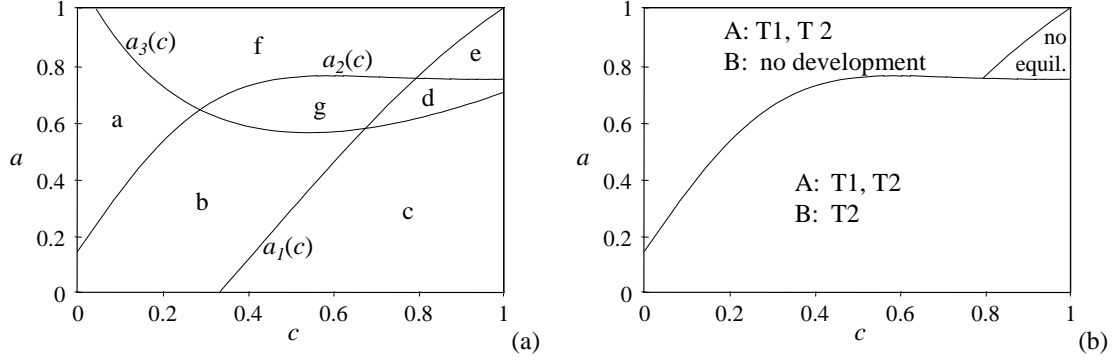 1
0.8
0.6
a
0.4
0.2
0
0
0.2
0.4
0.6
0.8
1
c
(a)
a3(c)
f
a2(c)
e
g
d
a
b
c
a1(c)
1
0.8
0.6
a
0.4
0.2
0
0
0.2
0.4
0.6
0.8
1
c
(b)
A: T1, T 2
B: no development
no
equil.
A: T1, T2
B: T2